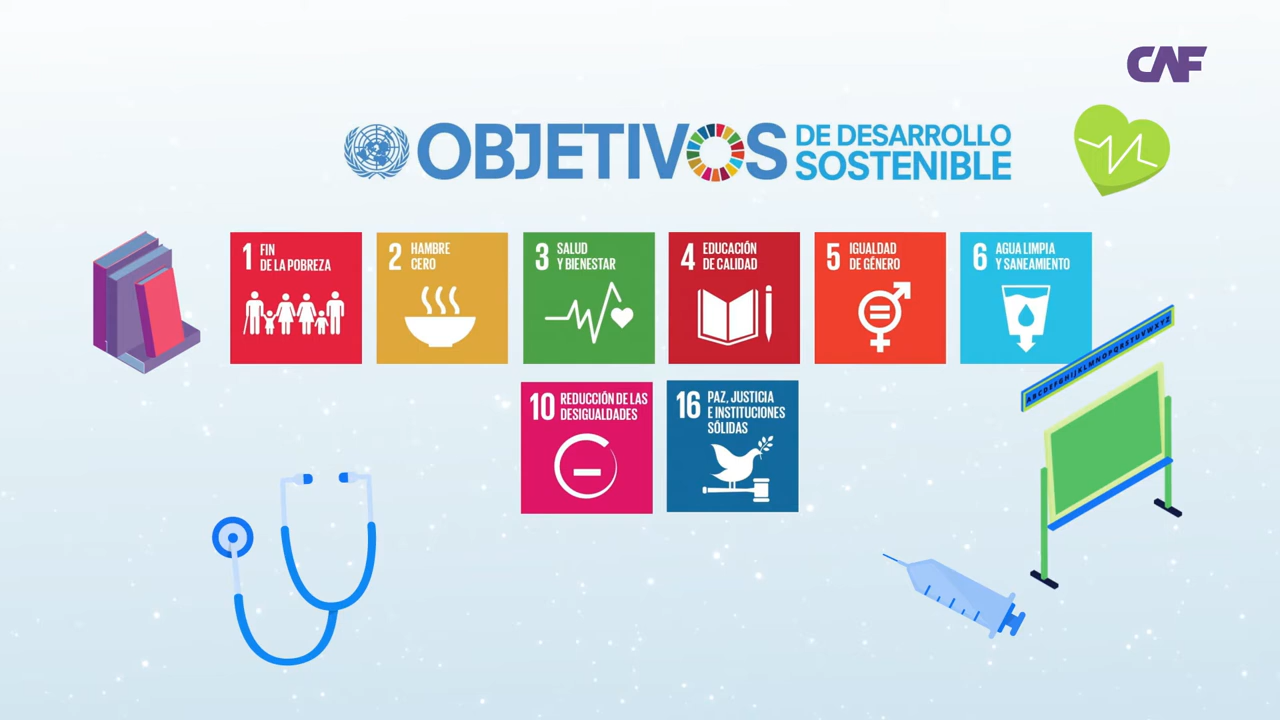 CAF
OBJETIVOS
DE DESARROLLO
SOSTENIBLE
1 FIN
DE LA POBREZA
2 HAMBRE
CERO
3 SALUD
Y BIENESTAR
4 EDUCACIÓN
DE CALIDAD
5 IGUALDAD
DE GÉNERO
6 AGUA LIMPIA
Y SANEAMIENTO
ABCDEFGHIJKLMNOPQRSTUVWXYZ
10 REDUCCIÓN DE LAS
DESIGUALDADES
16 PAZ, JUSTICIA
E INSTITUCIONES
SÓLIDAS